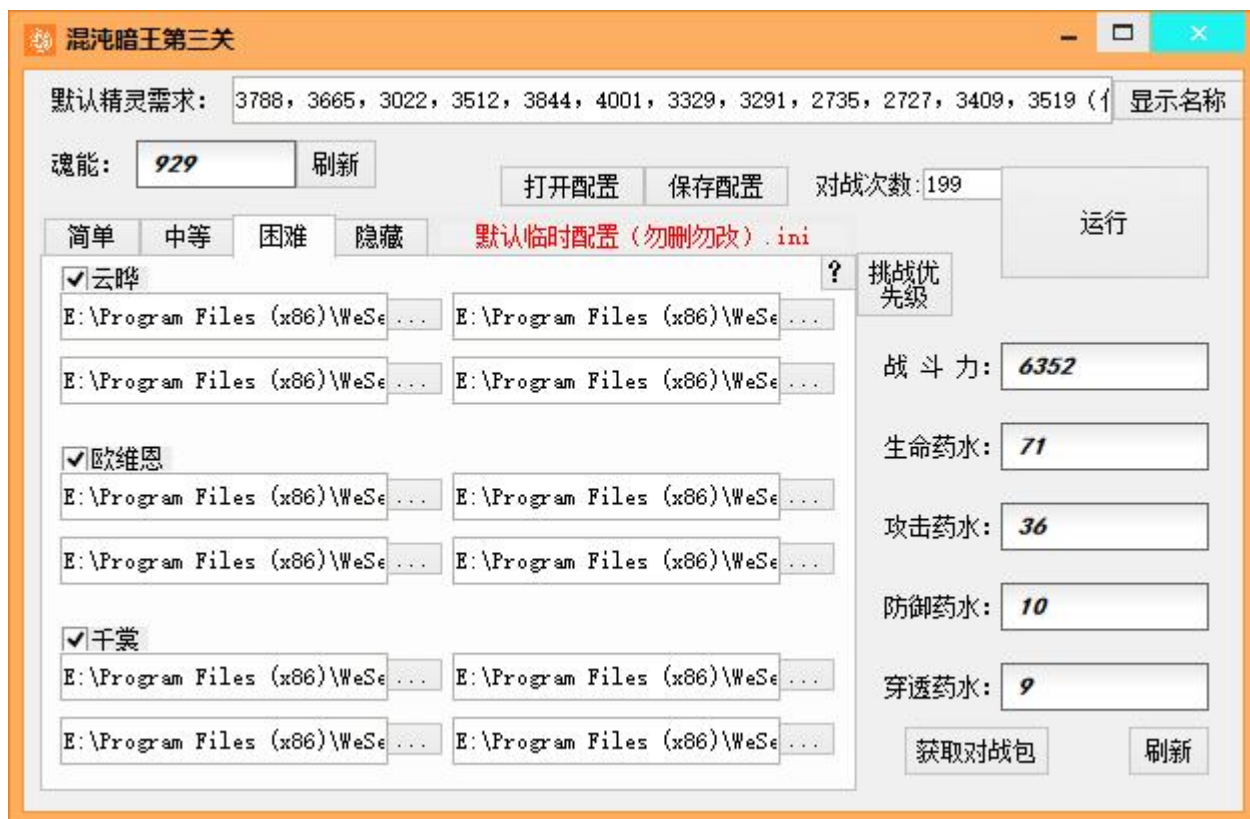 混沌暗王第三关
默认精灵需求： 3788, 3665, 3022, 3512, 3844, 4001, 3329, 3291, 2735, 2727, 3409, 3519 ( 显示名称
魂能： 929 刷新
打开配置 保存配置 对战次数:199
运行
简单 中等 困难 隐藏 默认临时配置（勿删勿改）.ini
云晔 ? 挑战优先级
E:\Program Files (x86)\WeSe ... E:\Program Files (x86)\WeSe ...
E:\Program Files (x86)\WeSe ... E:\Program Files (x86)\WeSe ...
欧维恩
E:\Program Files (x86)\WeSe ... E:\Program Files (x86)\WeSe ...
E:\Program Files (x86)\WeSe ... E:\Program Files (x86)\WeSe ...
千裳
E:\Program Files (x86)\WeSe ... E:\Program Files (x86)\WeSe ...
E:\Program Files (x86)\WeSe ... E:\Program Files (x86)\WeSe ...
战 斗 力： 6352
生命药水： 71
攻击药水： 36
防御药水： 10
穿透药水： 9
获取对战包 刷新